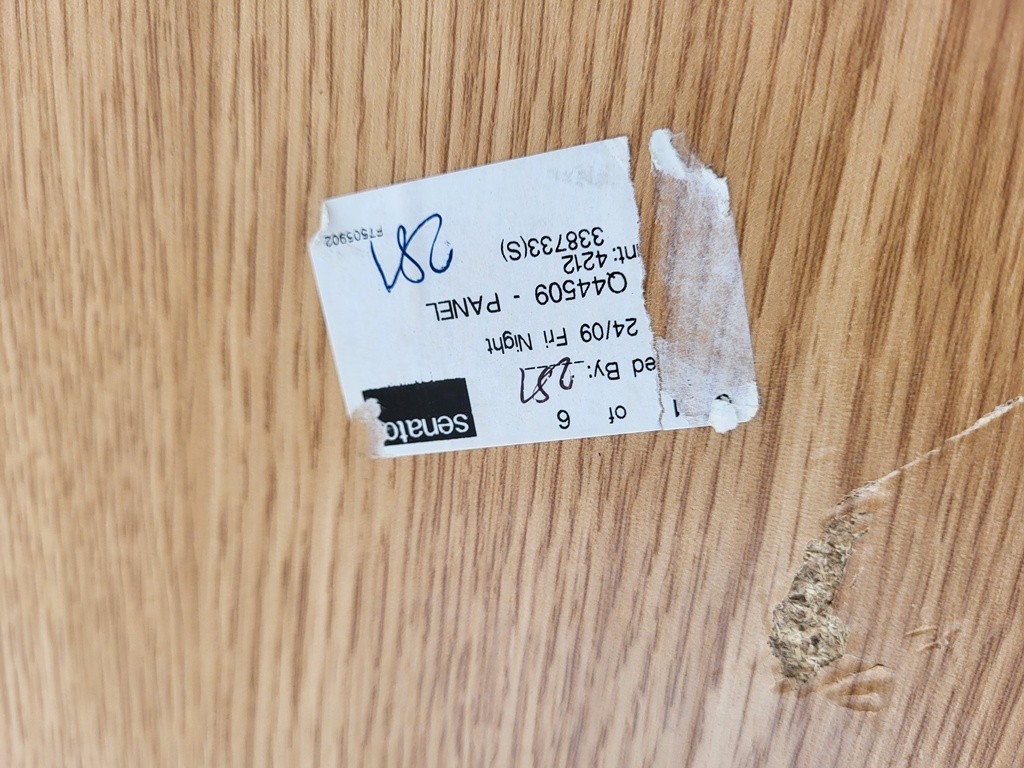 senato
1 of 6
ed By: 281
24/09 Fri Night
Q44509 - PANEL
nt: 4212
338733(S)
281
F7505902